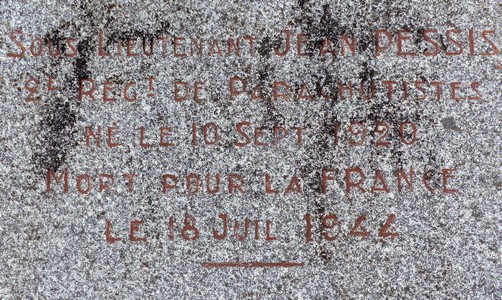 Sous Lieutenant Jean PESSIS
2E Regt de Parachutistes
Né le 10 Sept 1920
Mort pour la FRANCE
le 18 Juil 1944